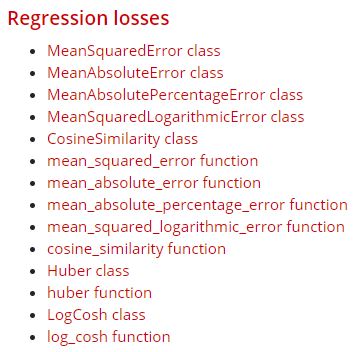 Regression losses
MeanSquaredError class
MeanAbsoluteError class
MeanAbsolutePercentageError class
MeanSquaredLogarithmicError class
CosineSimilarity class
mean_squared_error function
mean_absolute_error function
mean_absolute_percentage_error function
mean_squared_logarithmic_error function
cosine_similarity function
Huber class
huber function
LogCosh class
log_cosh function